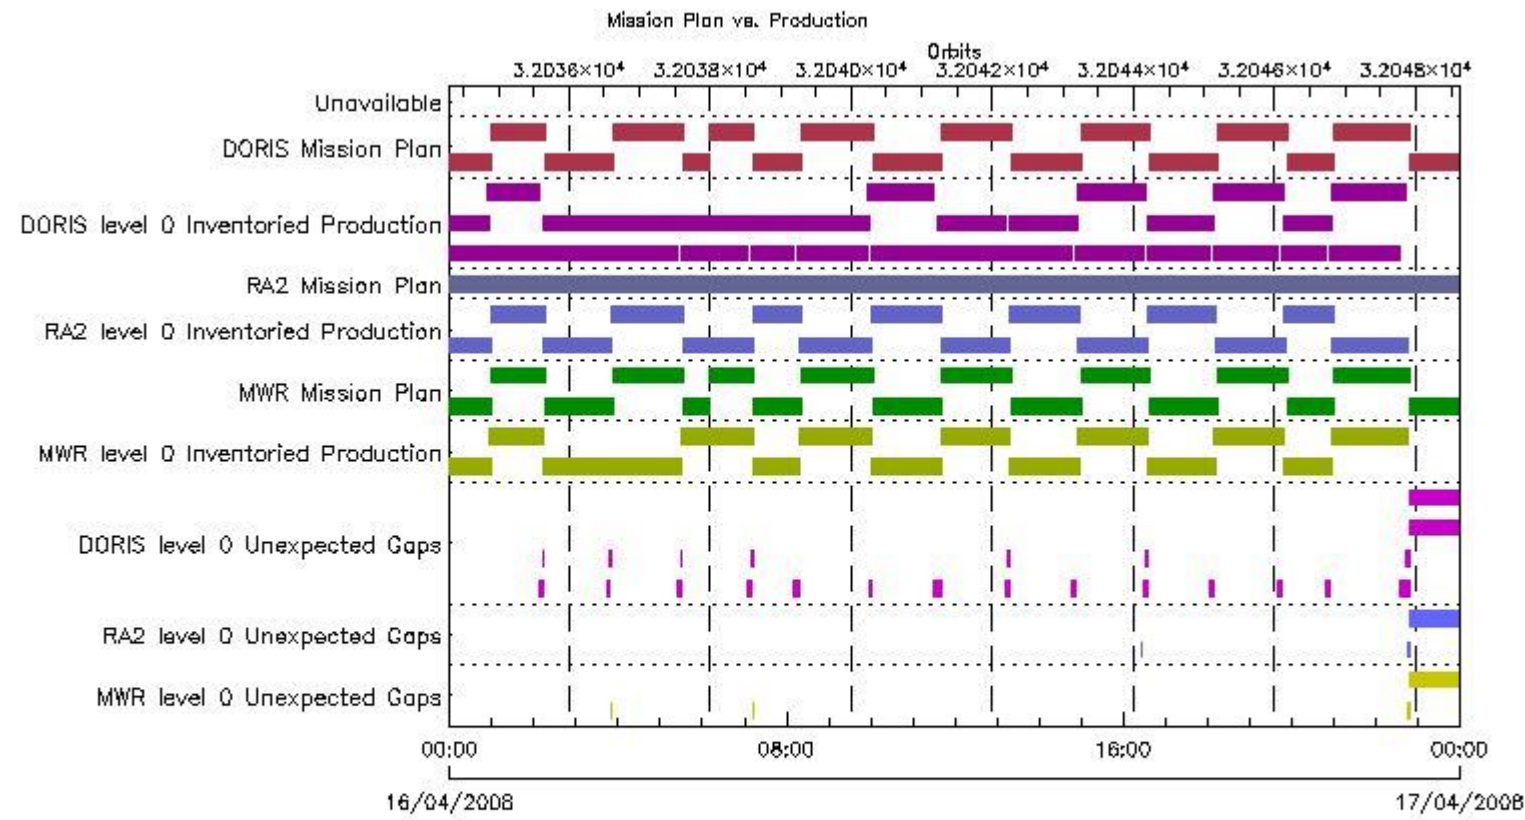 Mission Plan vs. Production
Orbits
3.2036×10⁴ 3.2038×10⁴ 3.2040×10⁴ 3.2042×10⁴ 3.2044×10⁴ 3.2046×10⁴ 3.2048×10⁴
Unavailable
DORIS Mission Plan
DORIS level 0 Inventoried Production
RA2 Mission Plan
RA2 level 0 Inventoried Production
MWR Mission Plan
MWR level 0 Inventoried Production
DORIS level 0 Unexpected Gaps
RA2 level 0 Unexpected Gaps
MWR level 0 Unexpected Gaps
00:00 08:00 16:00 00:00
16/04/2008 17/04/2008